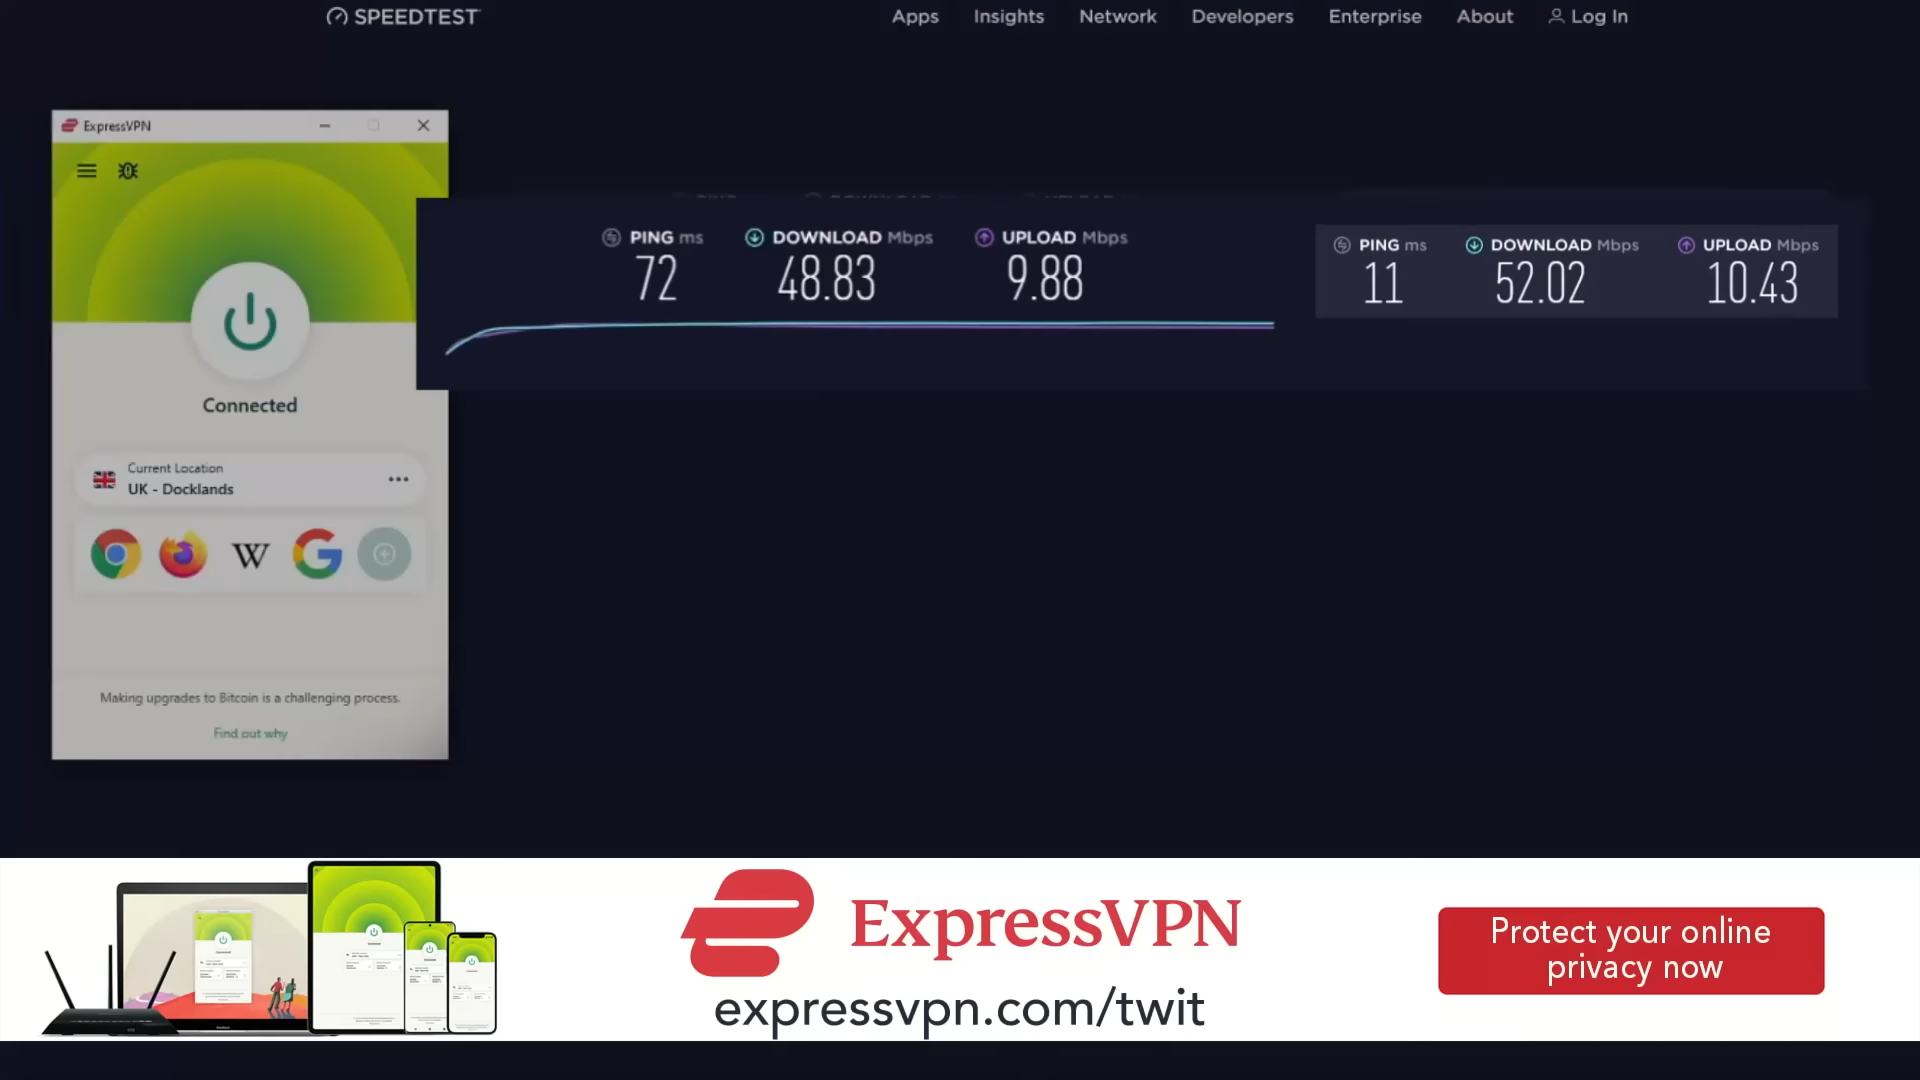 SPEEDTEST
Apps Insights Network Developers Enterprise About Log In
ExpressVPN
PING ms DOWNLOAD Mbps UPLOAD Mbps
72 48.83 9.88
PING ms DOWNLOAD Mbps UPLOAD Mbps
11 52.02 10.43
Connected
Current Location
UK - Docklands
W
Making upgrades to Bitcoin is a challenging process.
Find out why
ExpressVPN
expressvpn.com/twit
Protect your online
privacy now